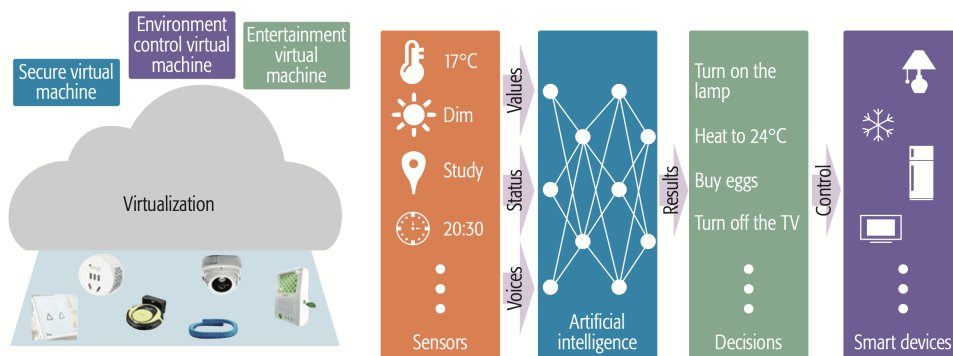 Secure virtual
machine
Environment
control virtual
machine
Entertainment
virtual
machine
Virtualization
17°C
Dim
Study
20:30
Sensors
Values
Status
Voices
Artificial
intelligence
Results
Turn on the
lamp
Heat to 24°C
Buy eggs
Turn off the TV
Decisions
Control
Smart devices